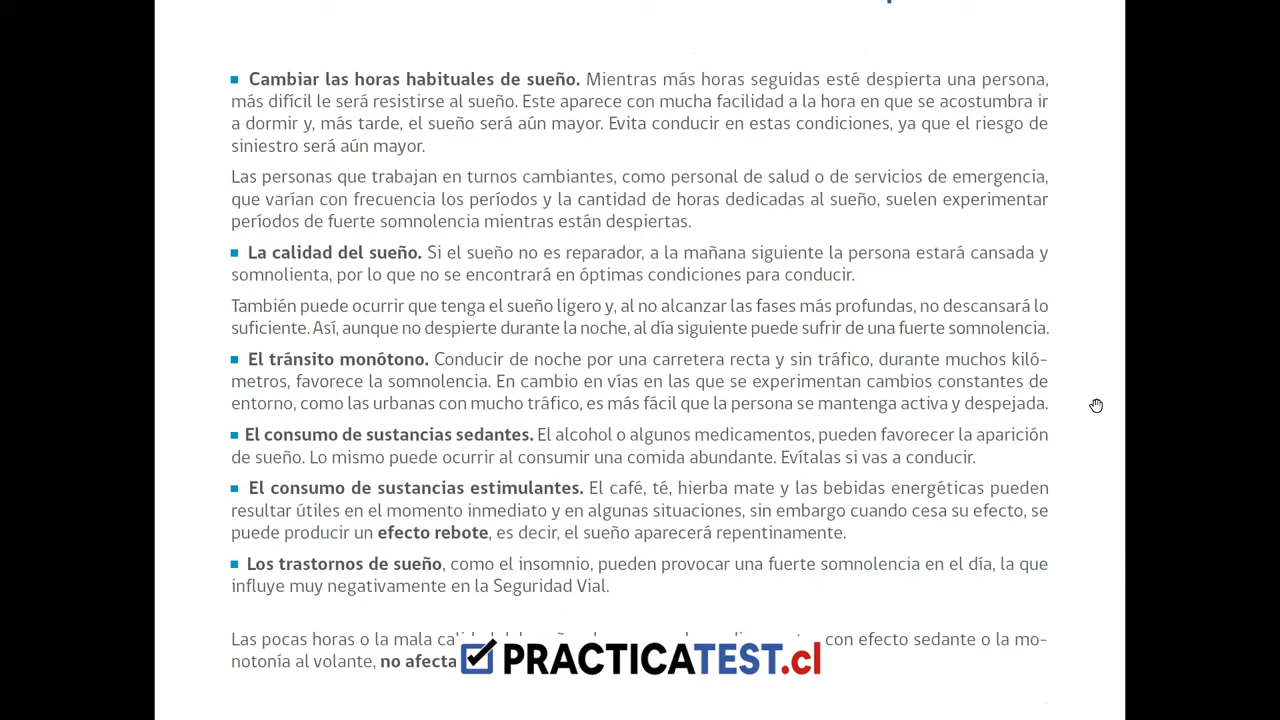 Cambiar las horas habituales de sueño. Mientras más horas seguidas esté despierta una persona,
más difícil le será resistirse al sueño. Este aparece con mucha facilidad a la hora en que se acostumbra ir
a dormir y, más tarde, el sueño será aún mayor. Evita conducir en estas condiciones, ya que el riesgo de
siniestro será aún mayor.
Las personas que trabajan en turnos cambiantes, como personal de salud o de servicios de emergencia,
que varían con frecuencia los períodos y la cantidad de horas dedicadas al sueño, suelen experimentar
períodos de fuerte somnolencia mientras están despiertas.
La calidad del sueño. Si el sueño no es reparador, a la mañana siguiente la persona estará cansada y
somnolienta, por lo que no se encontrará en óptimas condiciones para conducir.
También puede ocurrir que tenga el sueño ligero y, al no alcanzar las fases más profundas, no descansará lo
suficiente. Así, aunque no despierte durante la noche, al día siguiente puede sufrir de una fuerte somnolencia.
El tránsito monótono. Conducir de noche por una carretera recta y sin tráfico, durante muchos kiló-
metros, favorece la somnolencia. En cambio en vías en las que se experimentan cambios constantes de
entorno, como las urbanas con mucho tráfico, es más fácil que la persona se mantenga activa y despejada.
El consumo de sustancias sedantes. El alcohol o algunos medicamentos, pueden favorecer la aparición
de sueño. Lo mismo puede ocurrir al consumir una comida abundante. Evítalas si vas a conducir.
El consumo de sustancias estimulantes. El café, té, hierba mate y las bebidas energéticas pueden
resultar útiles en el momento inmediato y en algunas situaciones, sin embargo cuando cesa su efecto, se
puede producir un efecto rebote, es decir, el sueño aparecerá repentinamente.
Los trastornos de sueño, como el insomnio, pueden provocar una fuerte somnolencia en el día, la que
influye muy negativamente en la Seguridad Vial.
Las pocas horas o la mala con efecto sedante o la mo-
notonía al volante, no afecta
PRACTICATEST.cl